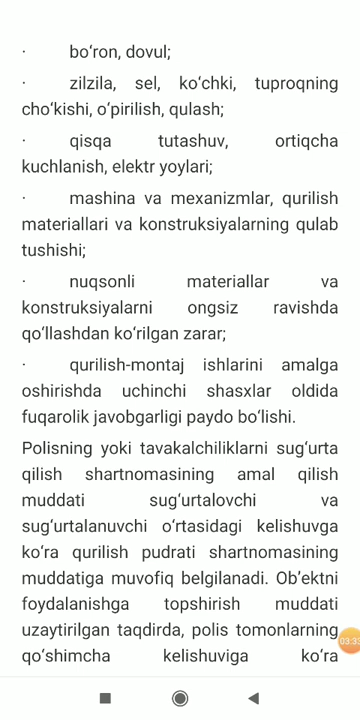 · bo‘ron, dovul;
· zilzila, sel, ko‘chki, tuproqning
cho‘kishi, o‘pirilish, qulash;
· qisqa tutashuv, ortiqcha
kuchlanish, elektr yoylari;
· mashina va mexanizmlar, qurilish
materiallari va konstruksiyalarning qulab
tushishi;
· nuqsonli materiallar va
konstruksiyalarni ongsiz ravishda
qo‘llashdan ko‘rilgan zarar;
· qurilish-montaj ishlarini amalga
oshirishda uchinchi shasxlar oldida
fuqarolik javobgarligi paydo bo‘lishi.
Polisning yoki tavakalchiliklarni sug‘urta
qilish shartnomasining amal qilish
muddati sug‘urtalovchi va
sug‘urtalanuvchi o‘rtasidagi kelishuvga
ko‘ra qurilish pudrati shartnomasining
muddatiga muvofiq belgilanadi. Ob’ektni
foydalanishga topshirish muddati
uzaytirilgan taqdirda, polis tomonlarning
qo‘shimcha kelishuviga ko‘ra